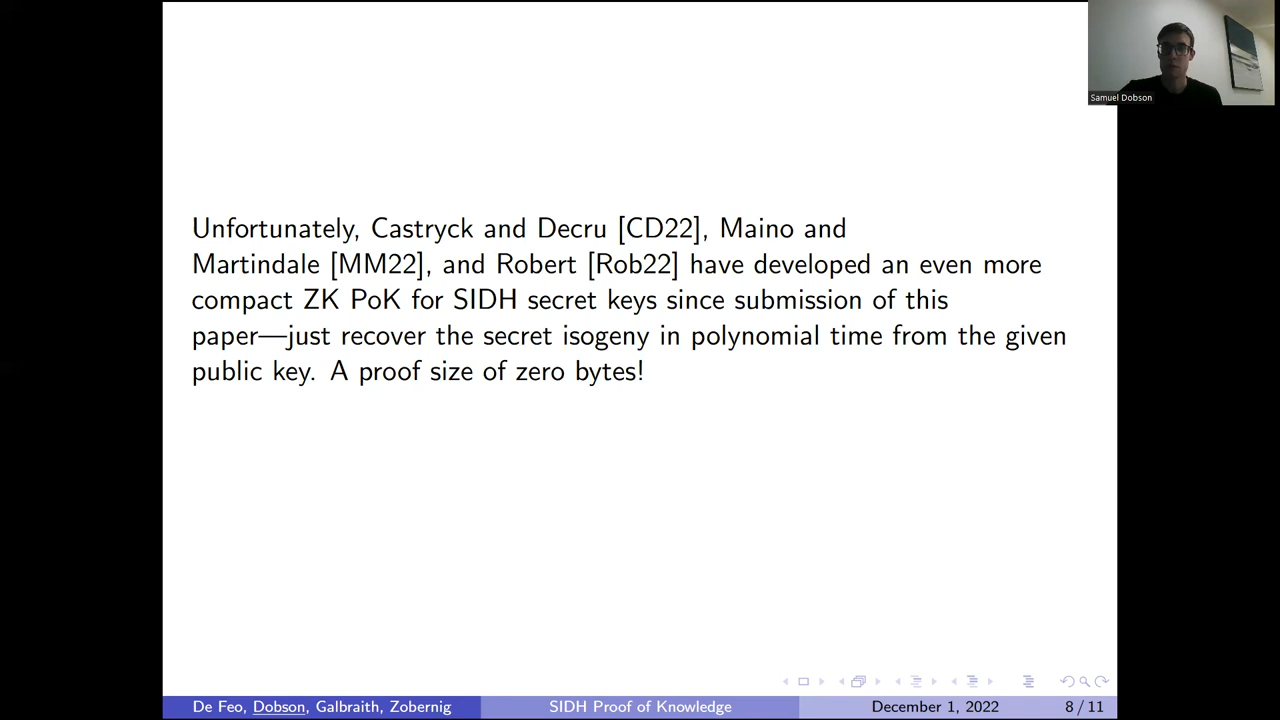 Samuel Dobson
Unfortunately, Castryck and Decru [CD22], Maino and
Martindale [MM22], and Robert [Rob22] have developed an even more
compact ZK PoK for SIDH secret keys since submission of this
paper—just recover the secret isogeny in polynomial time from the given
public key. A proof size of zero bytes!
De Feo, Dobson, Galbraith, Zobernig
SIDH Proof of Knowledge
December 1, 2022
8 / 11